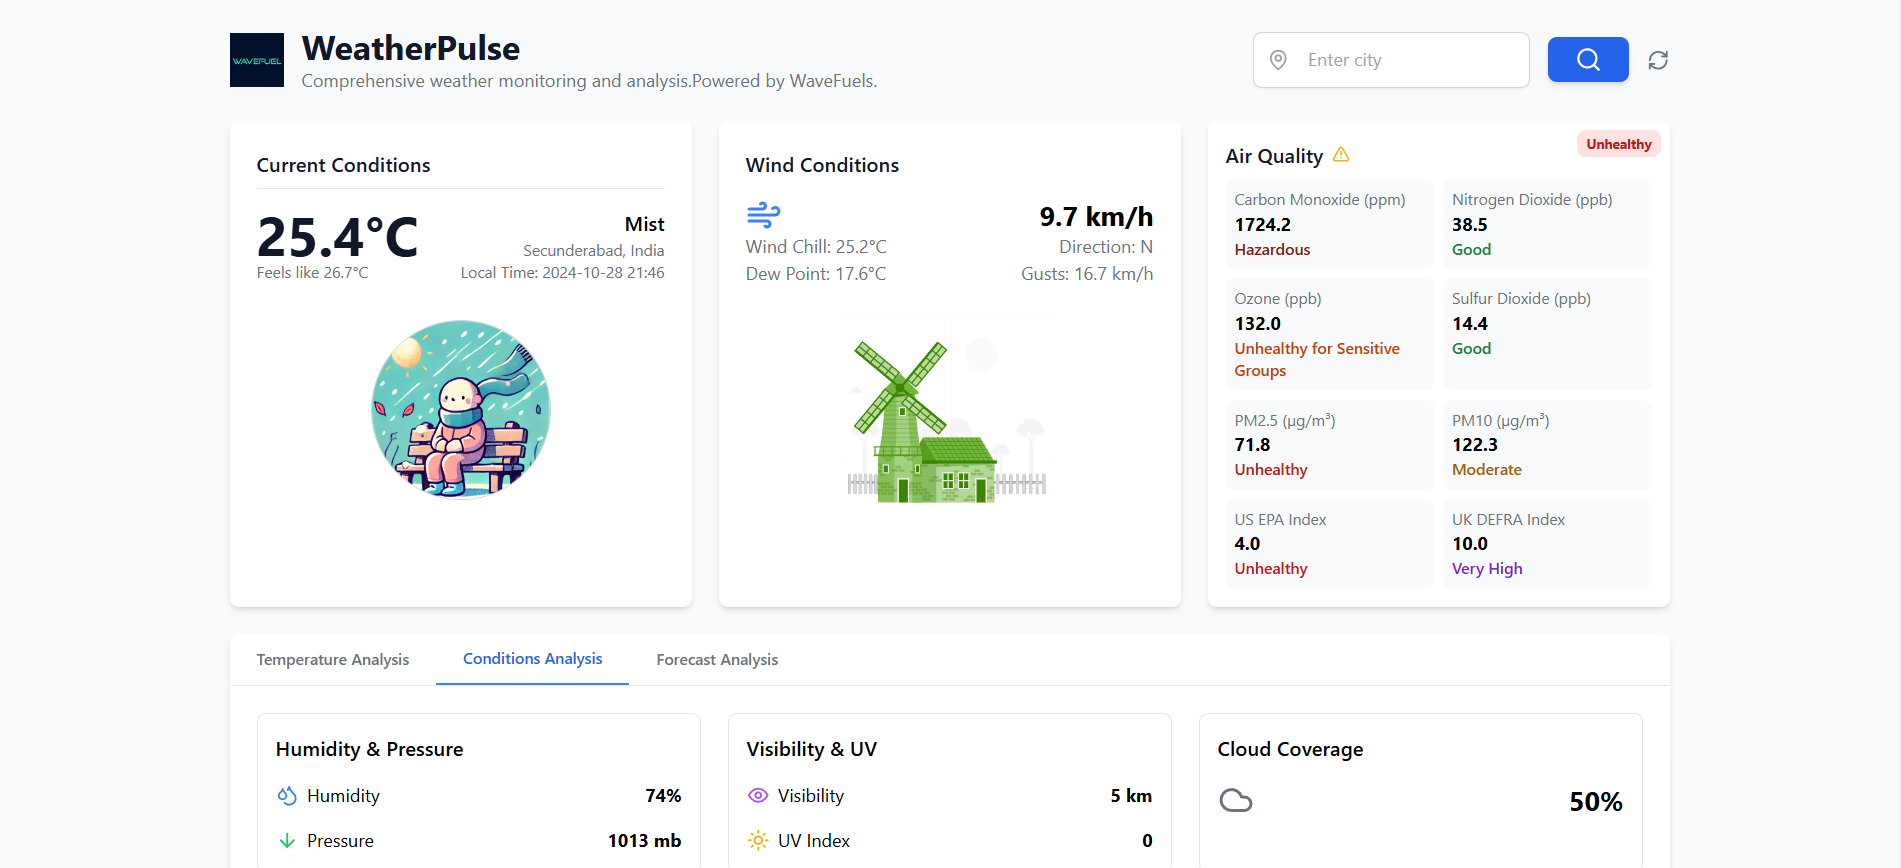 WAVEFUEL
WeatherPulse
Comprehensive weather monitoring and analysis.Powered by WaveFuels.
Enter city
Current Conditions
25.4°C
Feels like 26.7°C
Mist
Secunderabad, India
Local Time: 2024-10-28 21:46
Wind Conditions
9.7 km/h
Wind Chill: 25.2°C
Direction: N
Dew Point: 17.6°C
Gusts: 16.7 km/h
Air Quality
Unhealthy
Carbon Monoxide (ppm)
1724.2
Hazardous
Nitrogen Dioxide (ppb)
38.5
Good
Ozone (ppb)
132.0
Unhealthy for Sensitive
Groups
Sulfur Dioxide (ppb)
14.4
Good
PM2.5 (µg/m³)
71.8
Unhealthy
PM10 (µg/m³)
122.3
Moderate
US EPA Index
4.0
Unhealthy
UK DEFRA Index
10.0
Very High
Temperature Analysis
Conditions Analysis
Forecast Analysis
Humidity & Pressure
Humidity 74%
Pressure 1013 mb
Visibility & UV
Visibility 5 km
UV Index 0
Cloud Coverage
50%